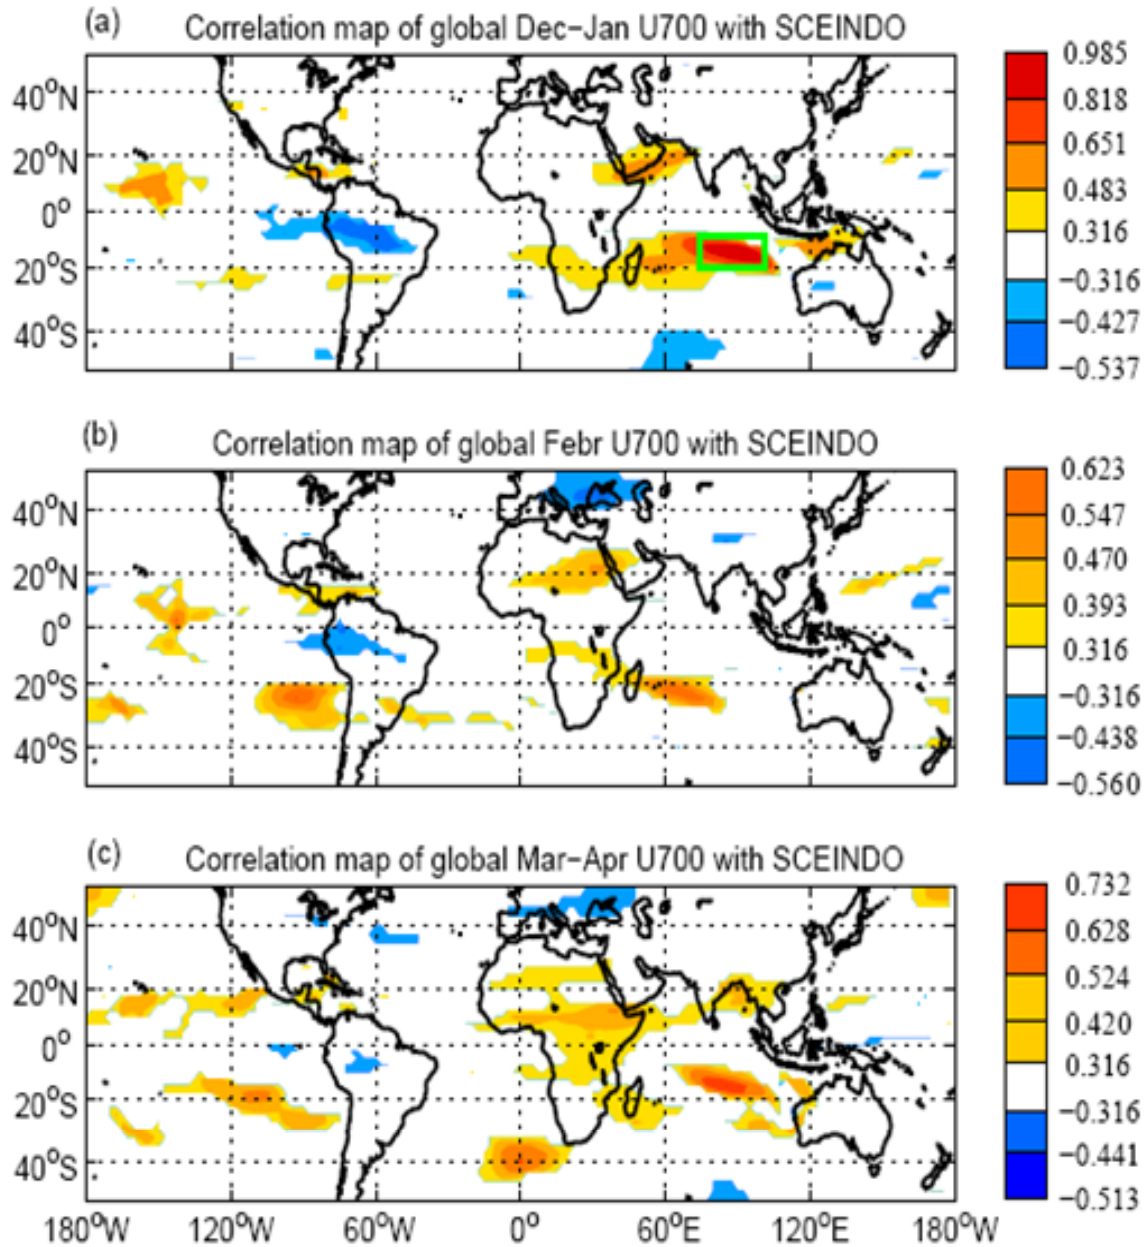 (a) Correlation map of global Dec−Jan U700 with SCEINDO
40°N
20°N
0°
20°S
40°S
0.985
0.818
0.651
0.483
0.316
−0.316
−0.427
−0.537
(b) Correlation map of global Febr U700 with SCEINDO
40°N
20°N
0°
20°S
40°S
0.623
0.547
0.470
0.393
0.316
−0.316
−0.438
−0.560
(c) Correlation map of global Mar−Apr U700 with SCEINDO
40°N
20°N
0°
20°S
40°S
180°W 120°W 60°W 0° 60°E 120°E 180°W
0.732
0.628
0.524
0.420
0.316
−0.316
−0.441
−0.513